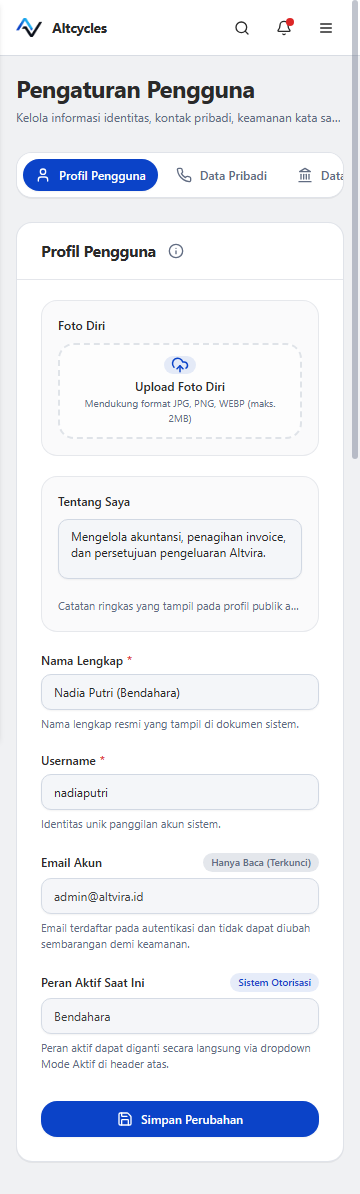 Altcycles
Pengaturan Pengguna
Kelola informasi identitas, kontak pribadi, keamanan kata sa...
Profil Pengguna
Data Pribadi
Data
Profil Pengguna
Foto Diri
Upload Foto Diri
Mendukung format JPG, PNG, WEBP (maks.
2MB)
Tentang Saya
Mengelola akuntansi, penagihan invoice,
dan persetujuan pengeluaran Altvira.
Catatan ringkas yang tampil pada profil publik a...
Nama Lengkap *
Nadia Putri (Bendahara)
Nama lengkap resmi yang tampil di dokumen sistem.
Username *
nadiaputri
Identitas unik panggilan akun sistem.
Email Akun
Hanya Baca (Terkunci)
admin@altvira.id
Email terdaftar pada autentikasi dan tidak dapat diubah
sembarangan demi keamanan.
Peran Aktif Saat Ini
Sistem Otorisasi
Bendahara
Peran aktif dapat diganti secara langsung via dropdown
Mode Aktif di header atas.
Simpan Perubahan